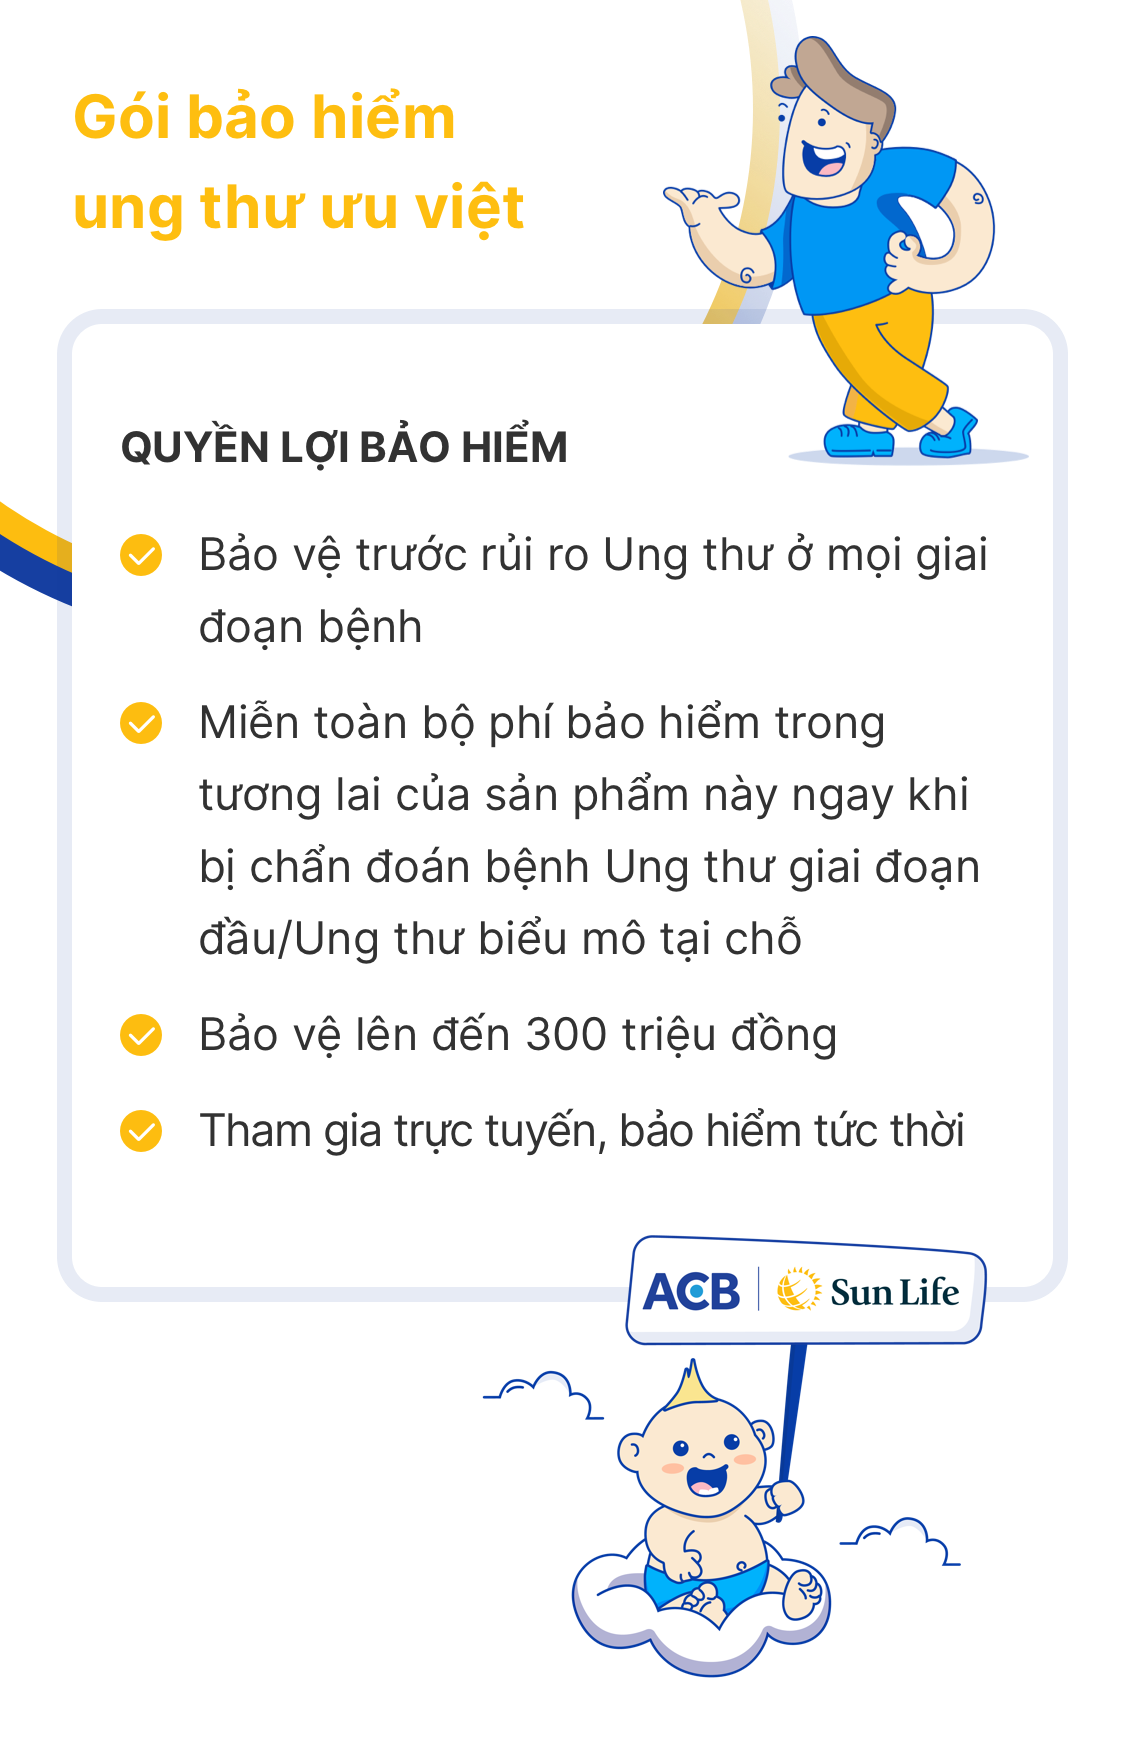 Gói bảo hiểm
ung thư ưu việt
QUYỀN LỢI BẢO HIỂM
Bảo vệ trước rủi ro Ung thư ở mọi giai
đoạn bệnh
Miễn toàn bộ phí bảo hiểm trong
tương lai của sản phẩm này ngay khi
bị chẩn đoán bệnh Ung thư giai đoạn
đầu/Ung thư biểu mô tại chỗ
Bảo vệ lên đến 300 triệu đồng
Tham gia trực tuyến, bảo hiểm tức thời
ACB Sun Life